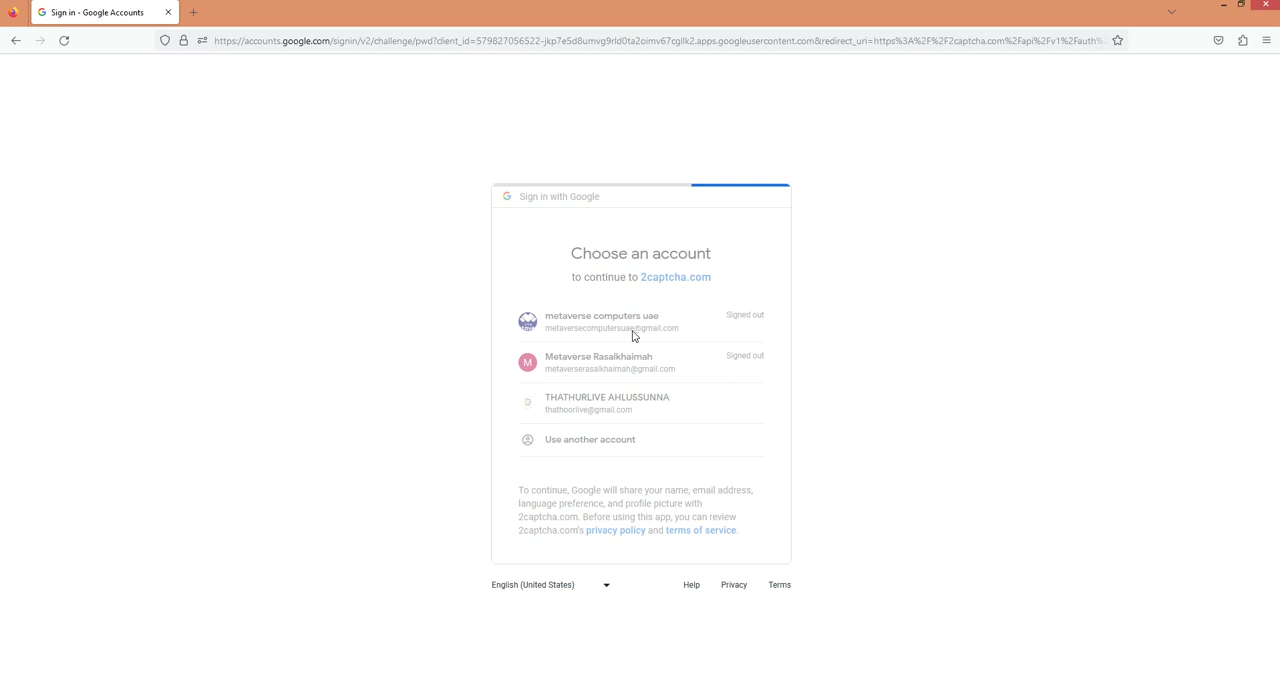 Sign in - Google Accounts
https://accounts.google.com/signin/v2/challenge/pwd?client_id=579827056522-jkp7e5d8umvg9rld0ta2oimv67cgllk2.apps.googleusercontent.com&redirect_uri=https%3A%2F%2F2captcha.com%2Fapi%2Fv1%2Fauth%
Sign in with Google
Choose an account
to continue to 2captcha.com
metaverse computers uae Signed out
metaversecomputersuae@gmail.com
Metaverse Rasalkhaimah Signed out
M
metaverserasalkhaimah@gmail.com
THATHURLIVE AHLUSSUNNA
thathoorlive@gmail.com
Use another account
To continue, Google will share your name, email address,
language preference, and profile picture with
2captcha.com. Before using this app, you can review
2captcha.com's privacy policy and terms of service.
English (United States) Help Privacy Terms